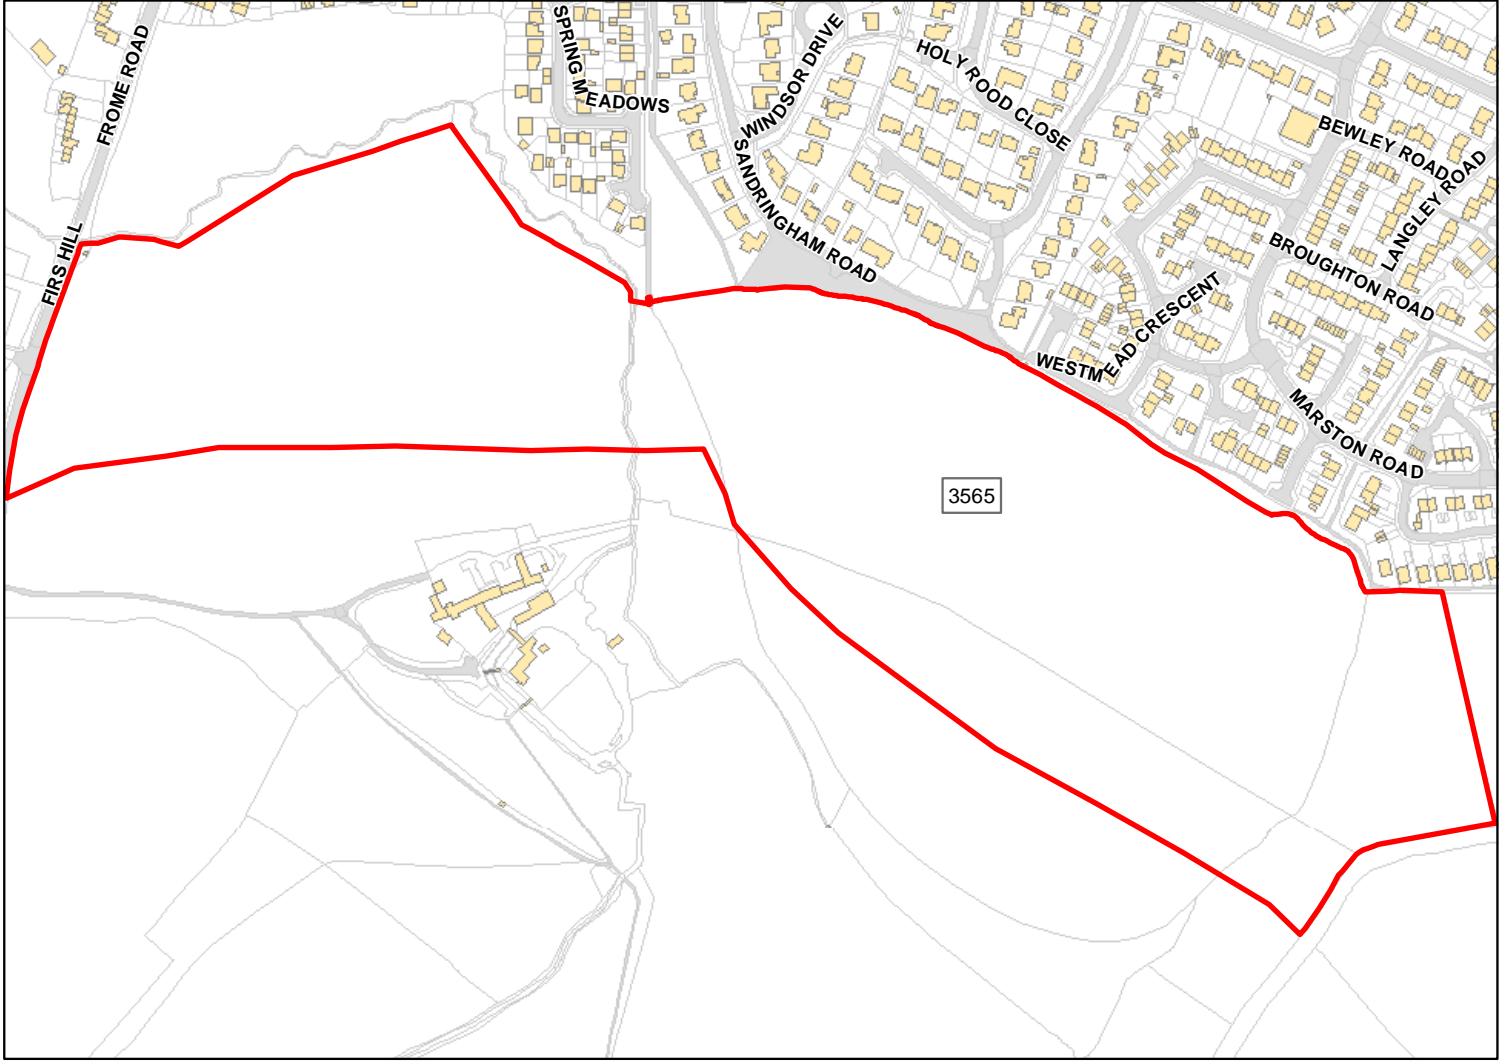 FROME ROAD
SPRING MEADOWS
WINDSOR DRIVE
HOLY ROOD CLOSE
BEWLEY ROAD
LANGLEY ROAD
SANDRINGHAM ROAD
FIRS HILL
BROUGHTON ROAD
WESTMEAD CRESCENT
MARSTON ROAD
3565